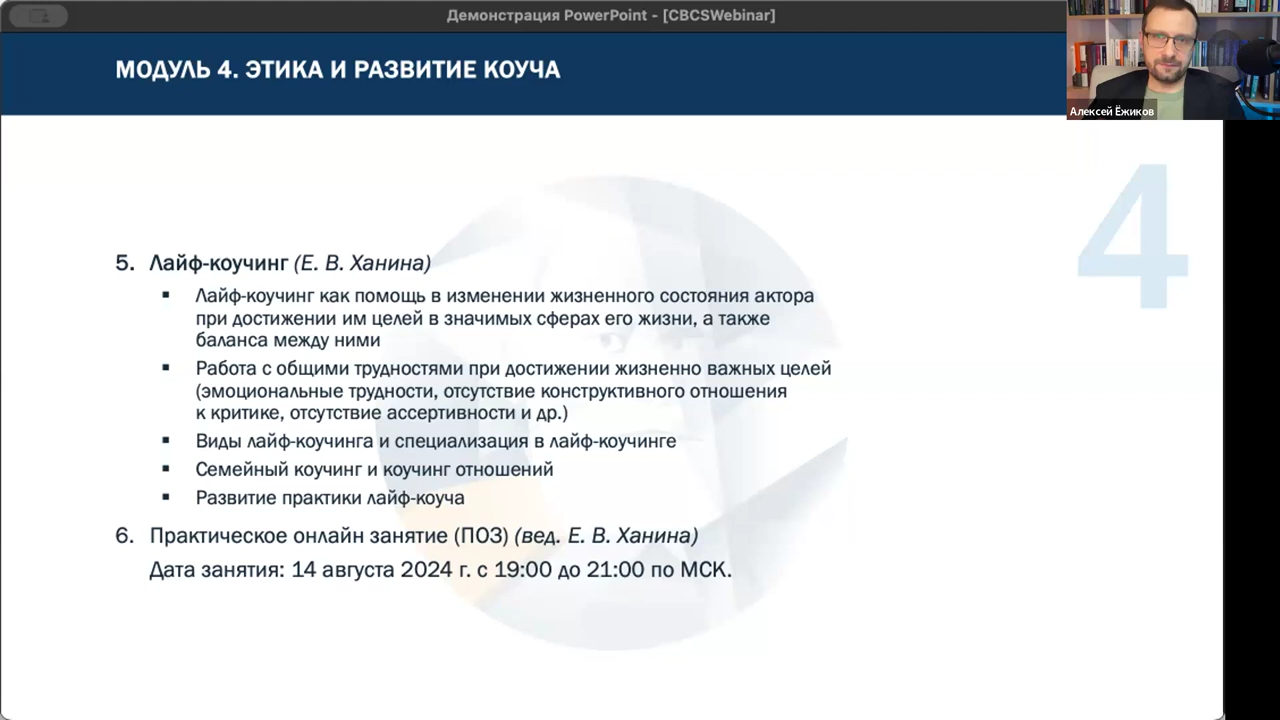 Демонстрация PowerPoint - [CBCSWebinar]
МОДУЛЬ 4. ЭТИКА И РАЗВИТИЕ КОУЧА
Алексей Ёжиков
4
5. Лайф-коучинг (Е. В. Ханина)
▪ Лайф-коучинг как помощь в изменении жизненного состояния актора
при достижении им целей в значимых сферах его жизни, а также
баланса между ними
▪ Работа с общими трудностями при достижении жизненно важных целей
(эмоциональные трудности, отсутствие конструктивного отношения
к критике, отсутствие ассертивности и др.)
▪ Виды лайф-коучинга и специализация в лайф-коучинге
▪ Семейный коучинг и коучинг отношений
▪ Развитие практики лайф-коуча
6. Практическое онлайн занятие (ПОЗ) (вед. Е. В. Ханина)
Дата занятия: 14 августа 2024 г. с 19:00 до 21:00 по МСК.